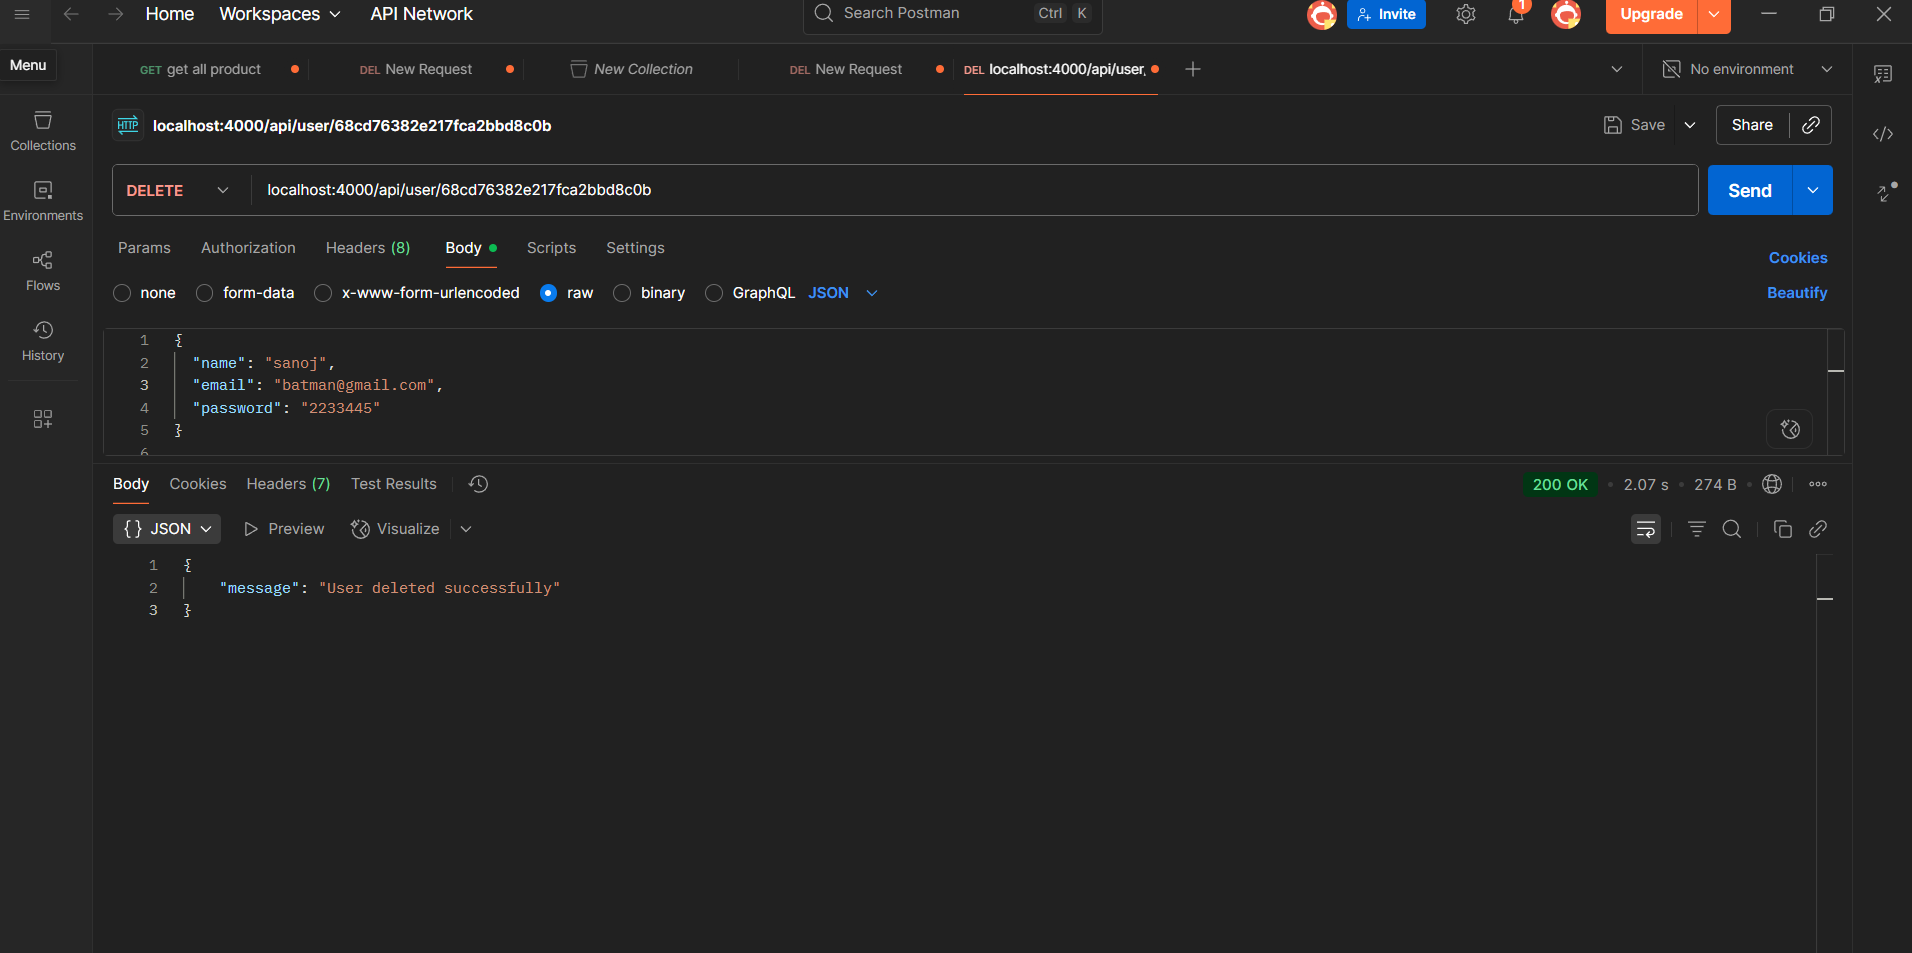 Home Workspaces API Network Search Postman Ctrl K Invite 1 Upgrade
Menu
GET get all product DEL New Request New Collection DEL New Request DEL localhost:4000/api/user, No environment
HTTP localhost:4000/api/user/68cd76382e217fca2bbd8c0b Save Share
Collections
DELETE localhost:4000/api/user/68cd76382e217fca2bbd8c0b Send
Environments
Params Authorization Headers (8) Body Scripts Settings Cookies
Flows
none form-data x-www-form-urlencoded raw binary GraphQL JSON Beautify
History
1 {
2 "name": "sanoj",
3 "email": "batman@gmail.com",
4 "password": "2233445"
5 }
6
Body Cookies Headers (7) Test Results 200 OK • 2.07 s • 274 B •
{} JSON Preview Visualize
1 {
2 "message": "User deleted successfully"
3 }